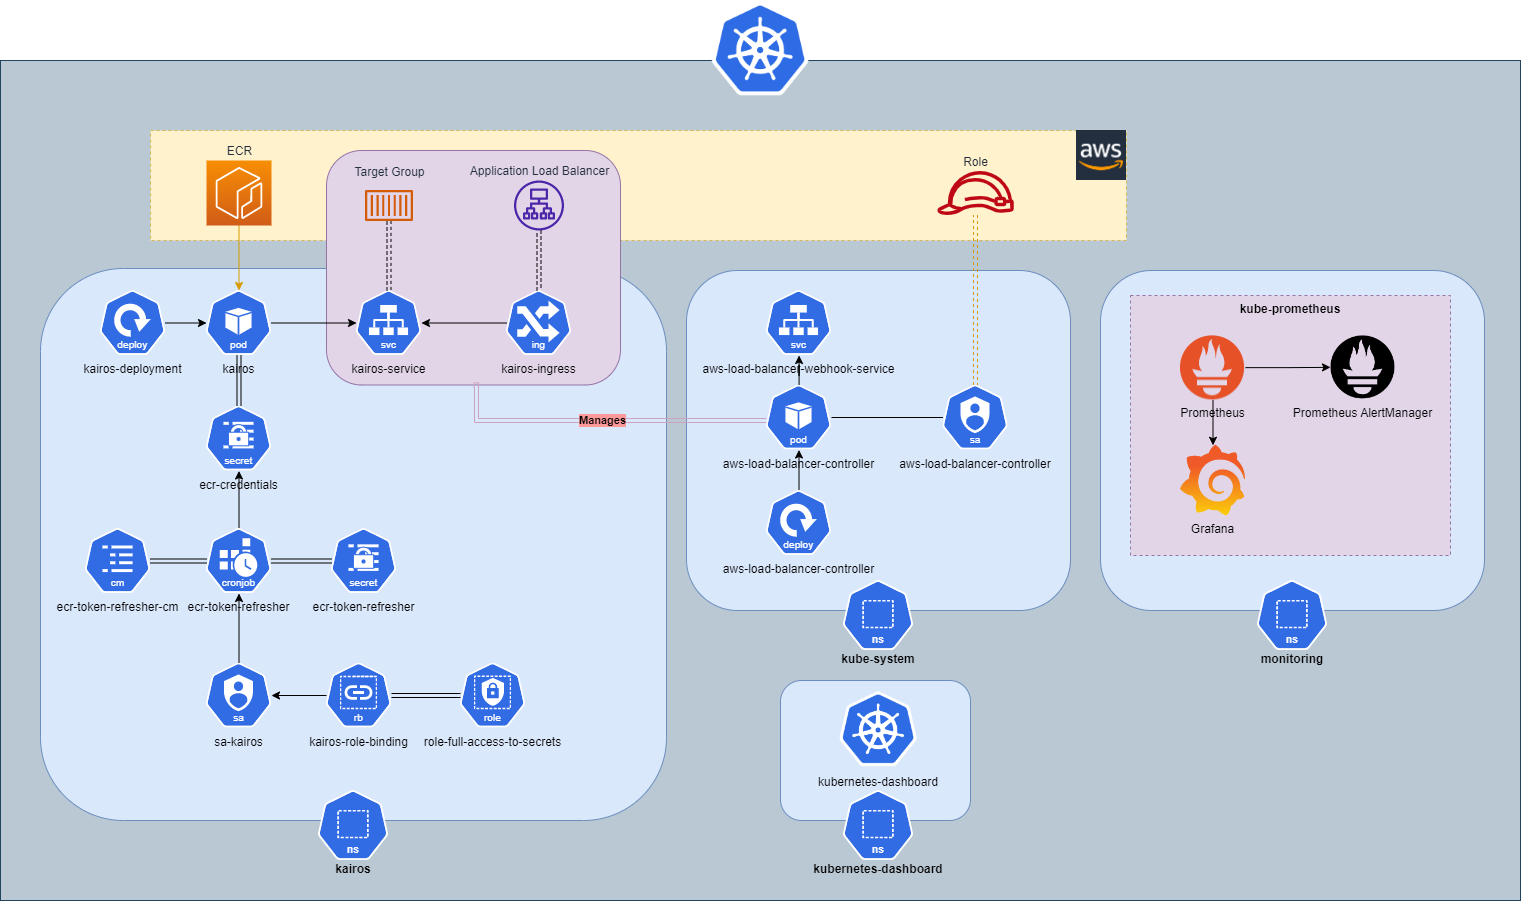 ECR
Target Group
Application Load Balancer
Role
aws
deploy
kairos-deployment
pod
kairos
svc
kairos-service
ing
kairos-ingress
secret
ecr-credentials
cm
ecr-token-refresher-cm
cronjob
ecr-token-refresher
secret
ecr-token-refresher
sa
sa-kairos
rb
kairos-role-binding
role
role-full-access-to-secrets
ns
kairos
Manages
svc
aws-load-balancer-webhook-service
pod
aws-load-balancer-controller
sa
aws-load-balancer-controller
deploy
aws-load-balancer-controller
ns
kube-system
kubernetes-dashboard
ns
kubernetes-dashboard
kube-prometheus
Prometheus
Prometheus AlertManager
Grafana
ns
monitoring